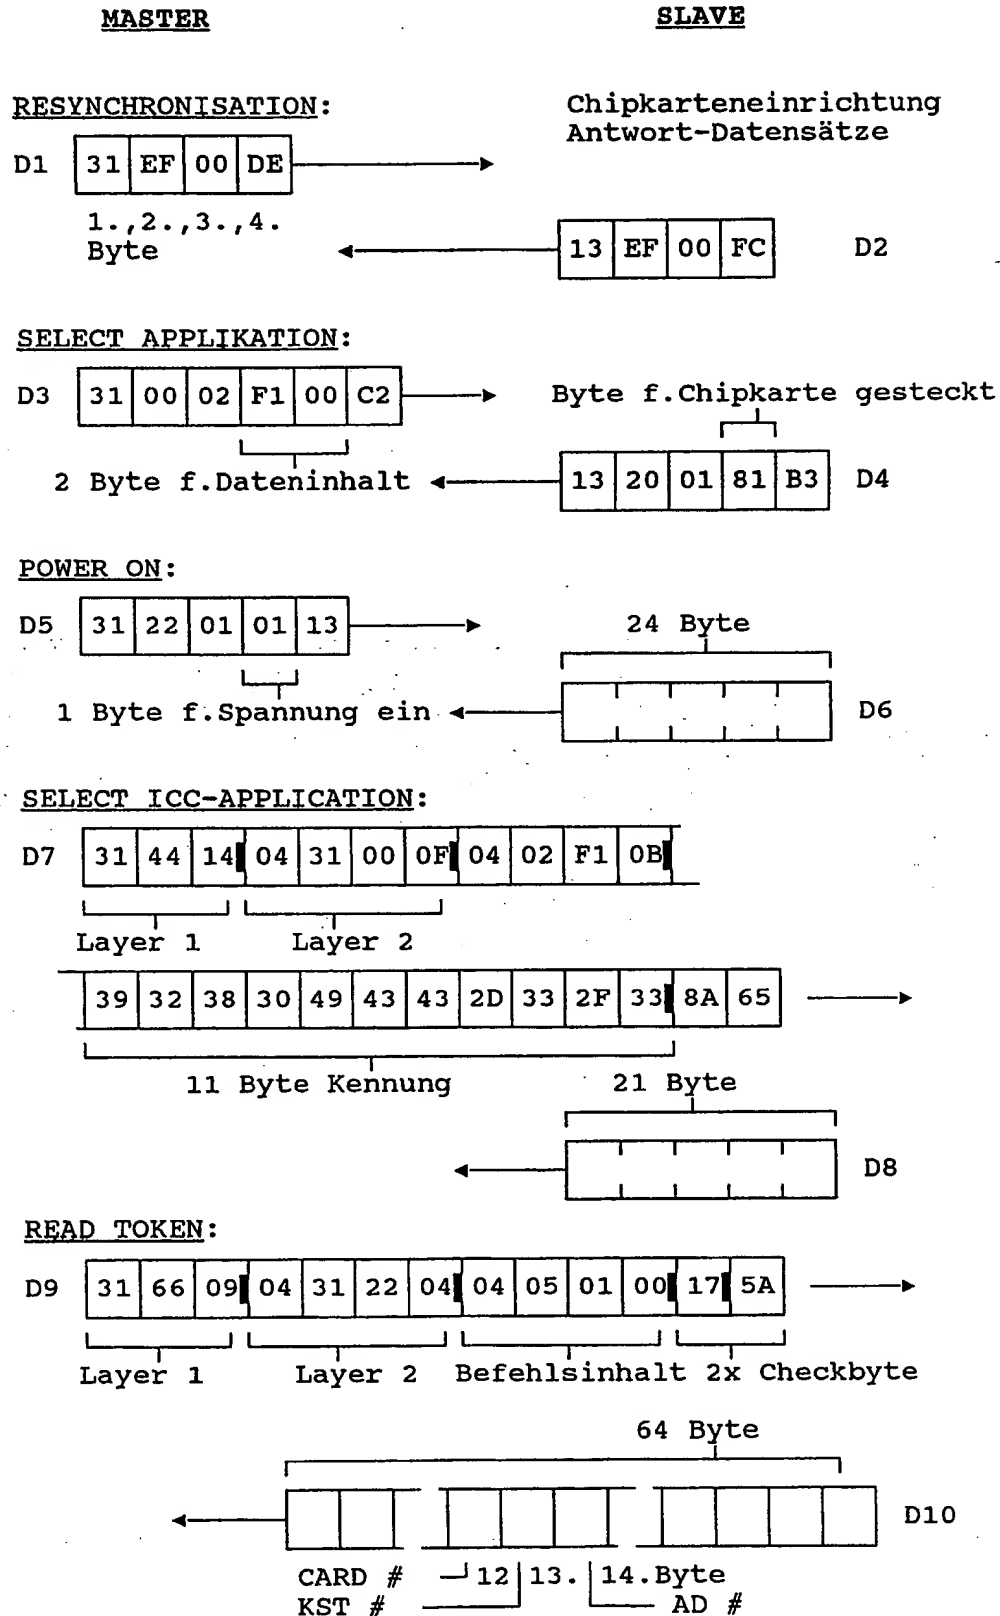 MASTER SLAVE
RESYNCHRONISATION: Chipkarteneinrichtung
Antwort-Datensätze
D1 31 EF 00 DE
1.,2.,3.,4.
Byte
13 EF 00 FC D2
SELECT APPLIKATION:
D3 31 00 02 F1 00 C2 Byte f.Chipkarte gesteckt
2 Byte f.Dateninhalt 13 20 01 81 B3 D4
POWER ON:
D5 31 22 01 01 13 24 Byte
1 Byte f.Spannung ein D6
SELECT ICC-APPLICATION:
D7 31 44 14 04 31 00 0F 04 02 F1 0B
Layer 1 Layer 2
39 32 38 30 49 43 43 2D 33 2F 33 8A 65
11 Byte Kennung 21 Byte
D8
READ TOKEN:
D9 31 66 09 04 31 22 04 04 05 01 00 17 5A
Layer 1 Layer 2 Befehlsinhalt 2x Checkbyte
64 Byte
D10
CARD # 12 13. 14.Byte
KST # AD #